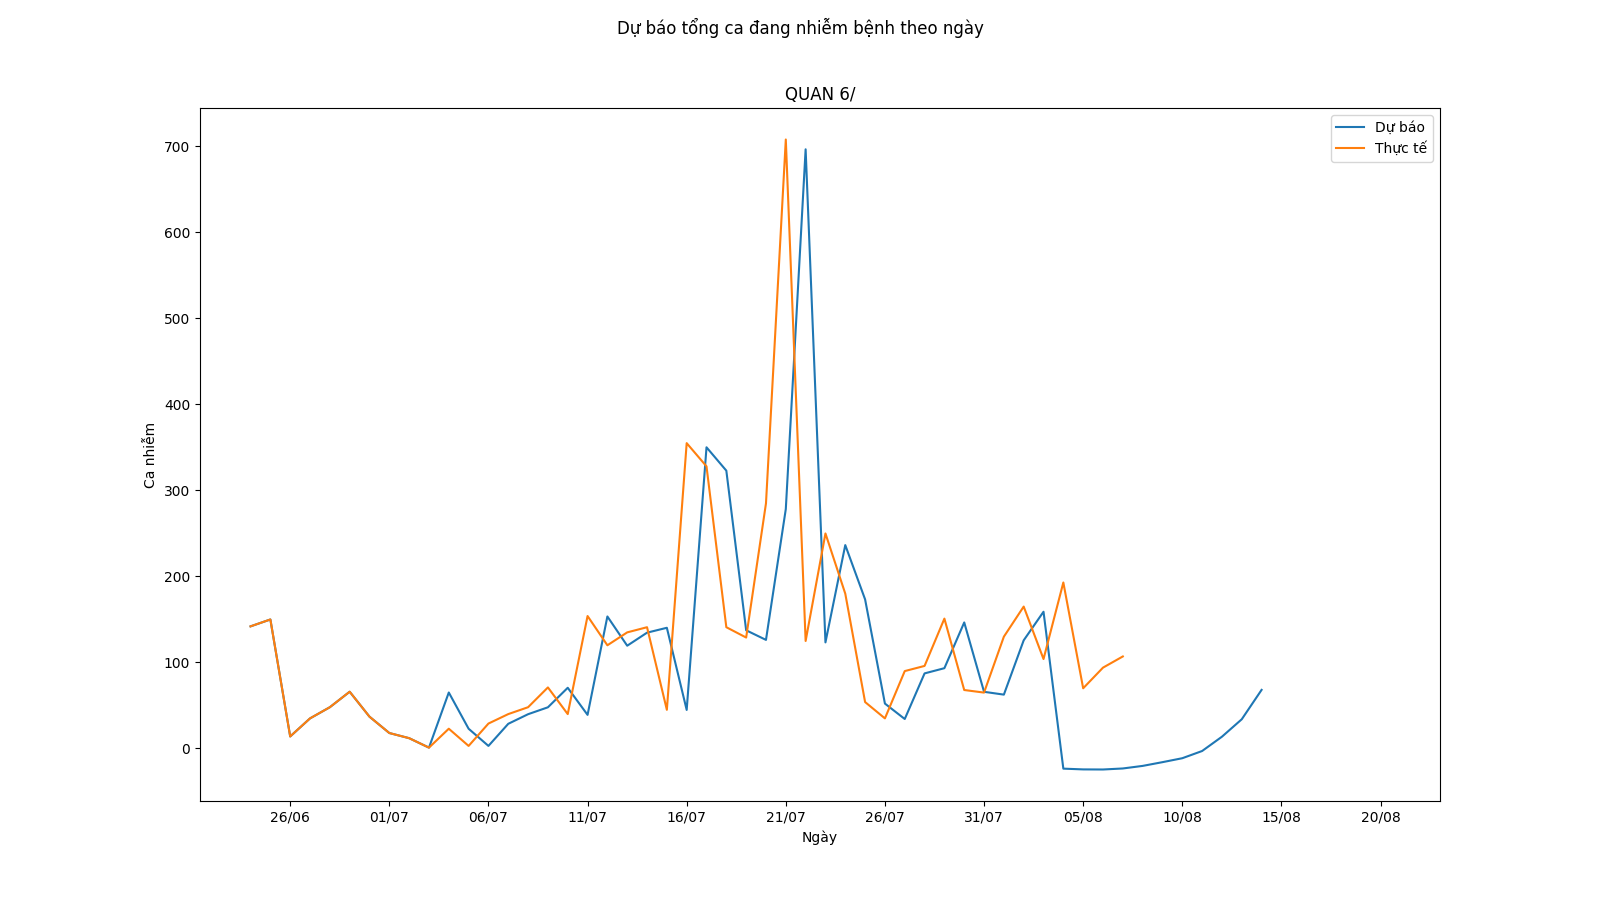 Dự báo tổng ca đang nhiễm bệnh theo ngày
QUAN 6/
Dự báo
Thực tế
700
600
500
400
300
200
100
0
Ca nhiễm
26/06 01/07 06/07 11/07 16/07 21/07 26/07 31/07 05/08 10/08 15/08 20/08
Ngày